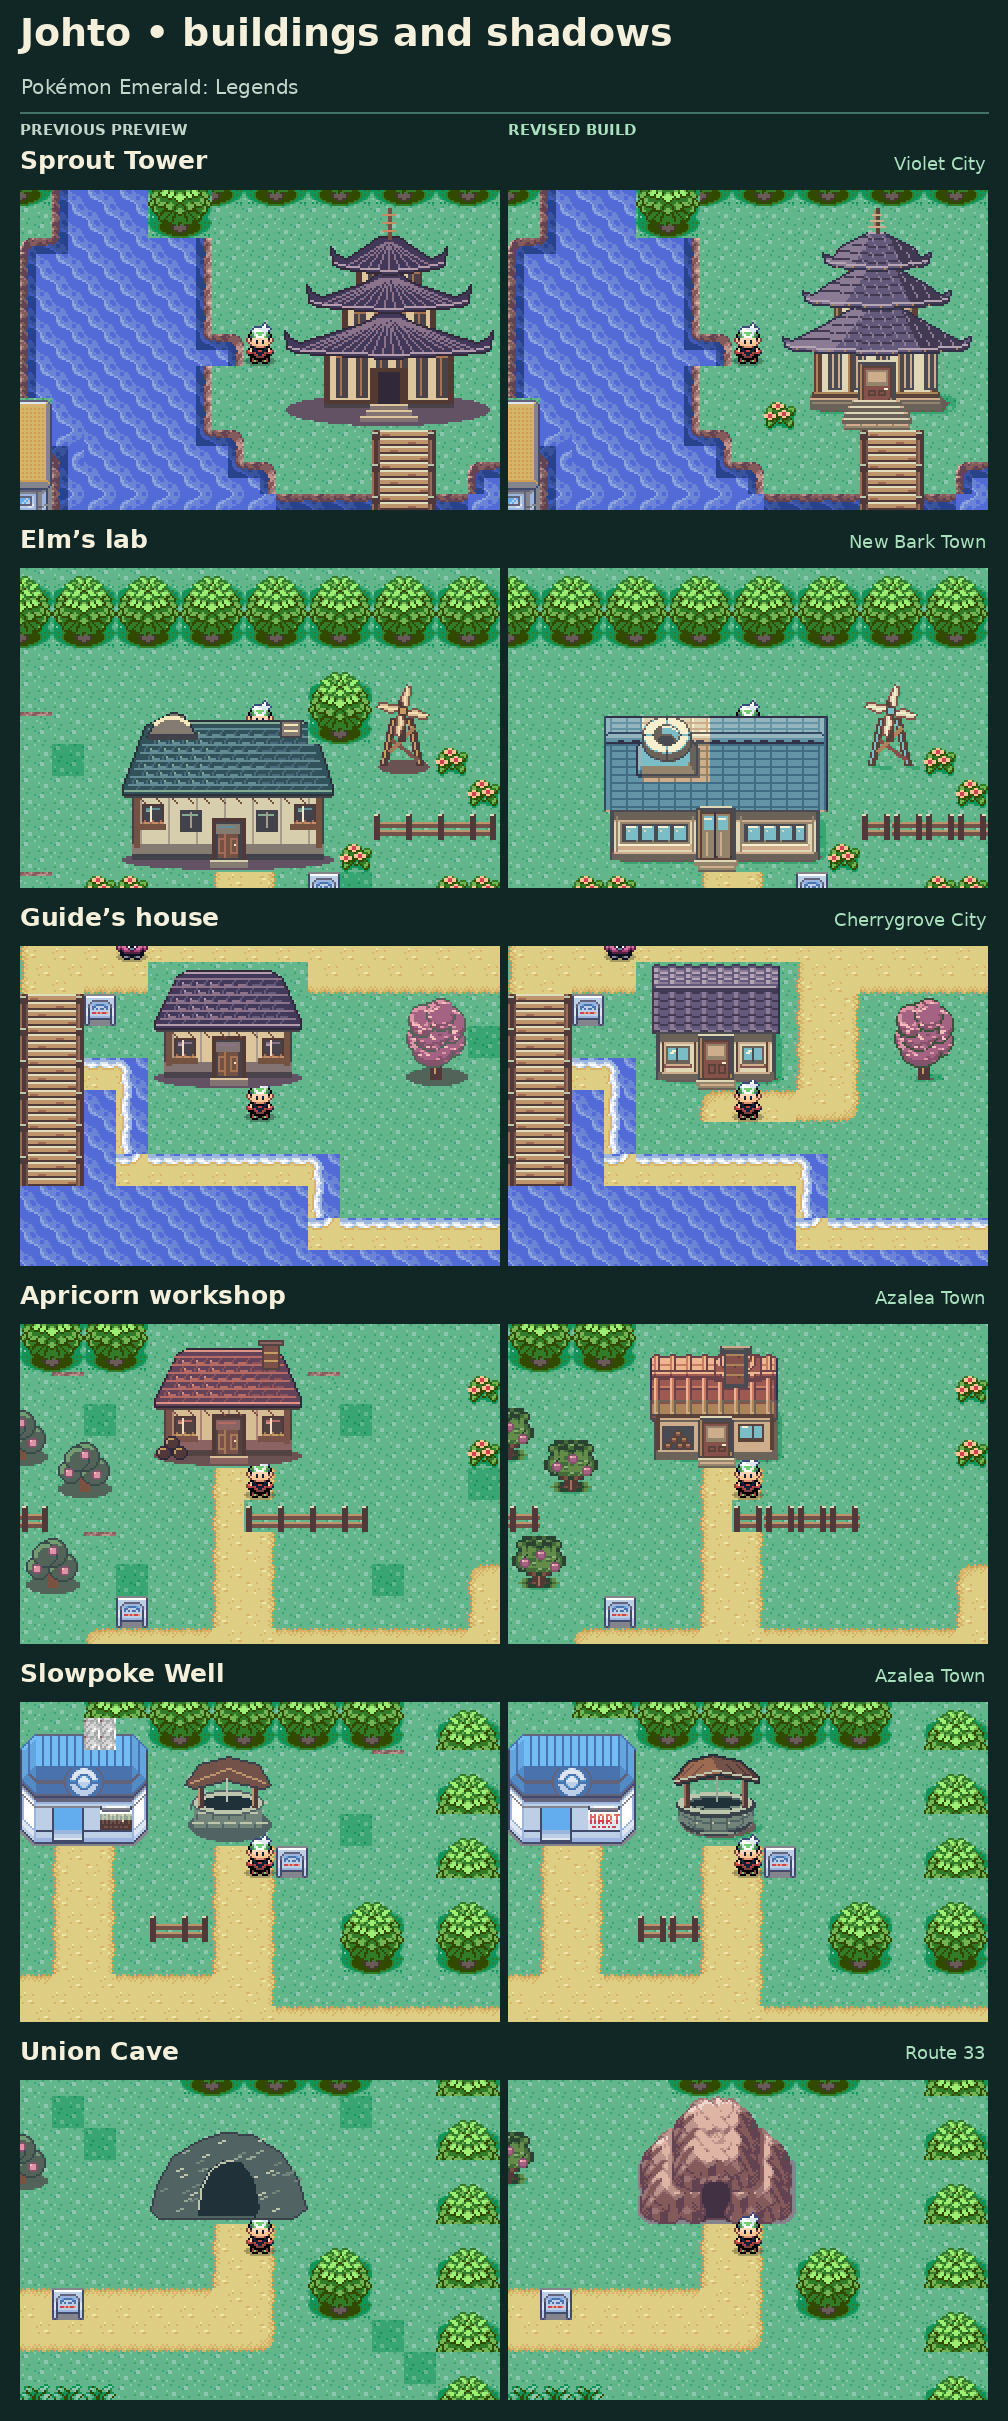 Johto • buildings and shadows
Pokémon Emerald: Legends
PREVIOUS PREVIEW
REVISED BUILD
Sprout Tower
Violet City
Elm’s lab
New Bark Town
Guide’s house
Cherrygrove City
Apricorn workshop
Azalea Town
Slowpoke Well
Azalea Town
MART
Union Cave
Route 33